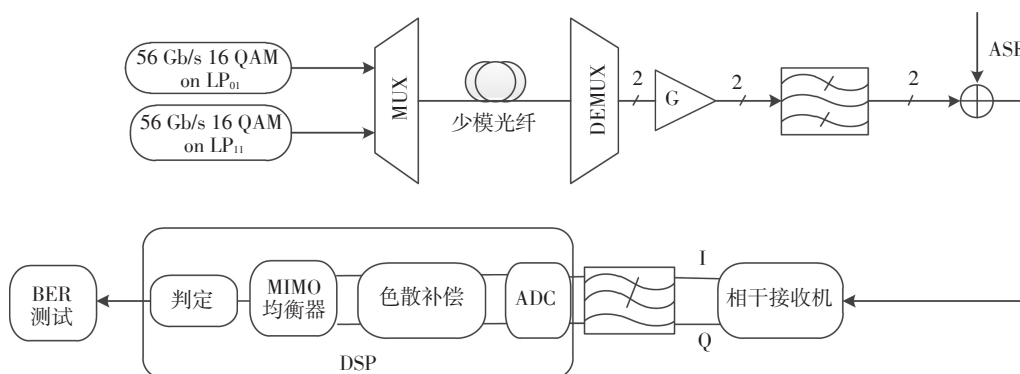 56 Gb/s 16 QAM
on LP₀₁
56 Gb/s 16 QAM
on LP₁₁
MUX
少模光纤
DEMUX
2
G
2
2
ASE
BER
测试
判定
MIMO
均衡器
色散补偿
ADC
DSP
I
Q
相干接收机